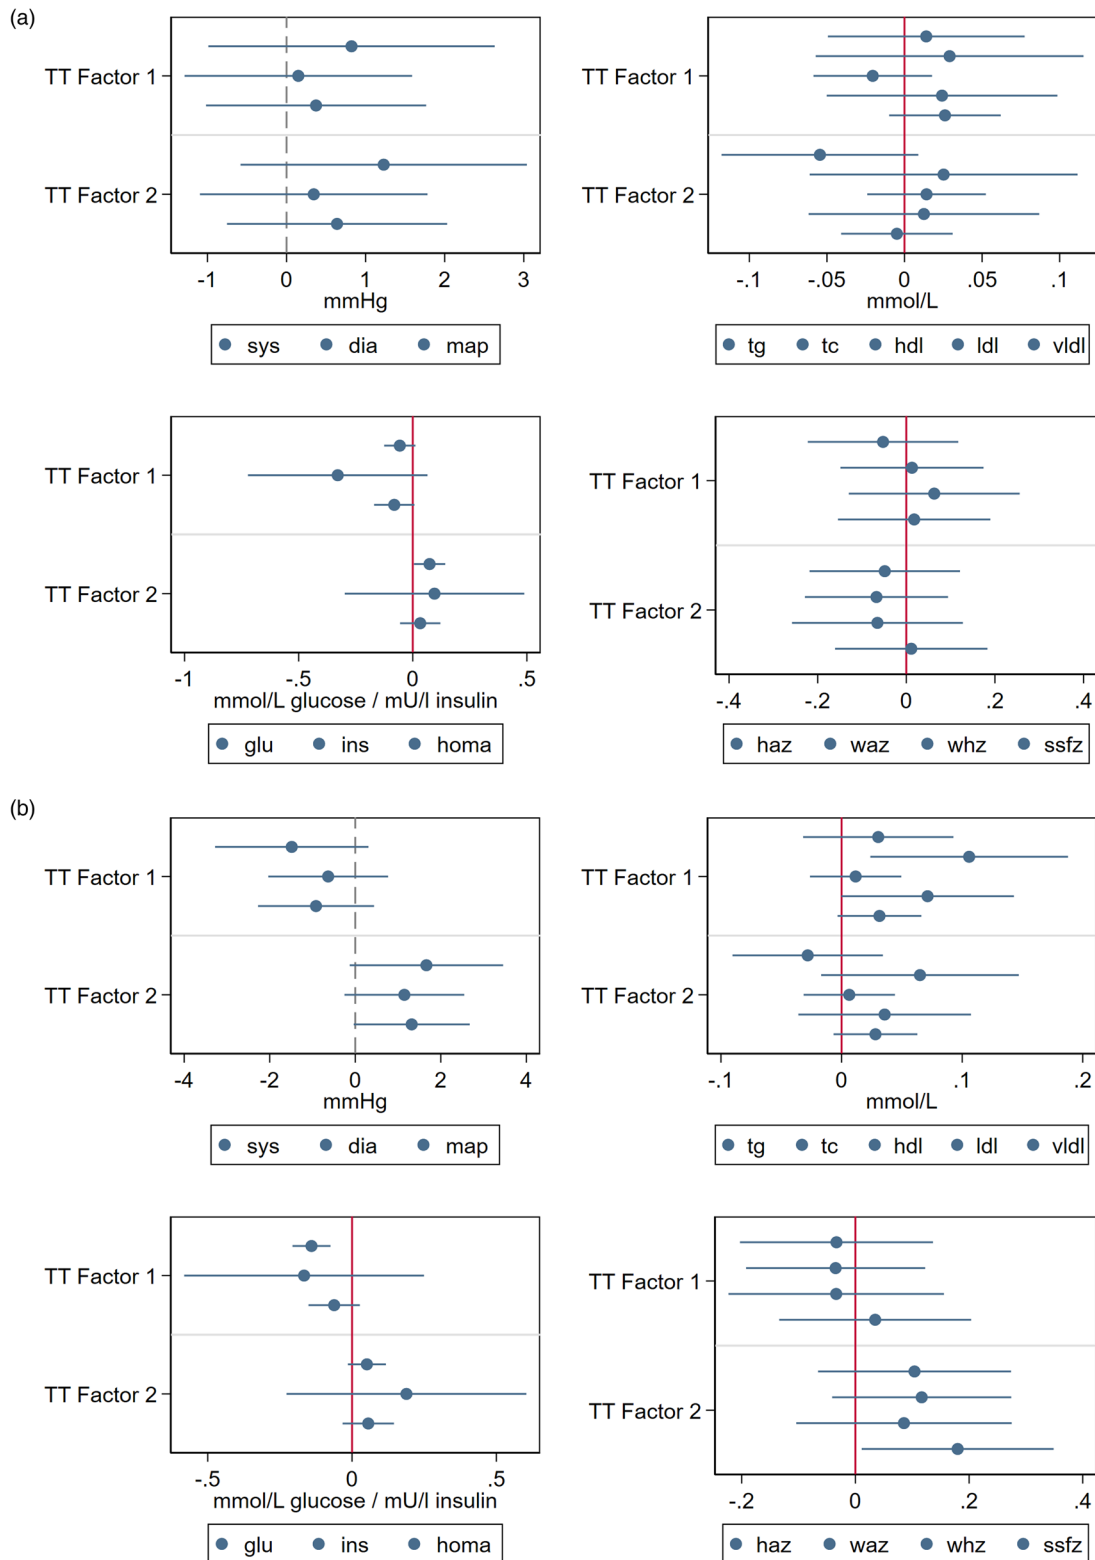 (a)
TT Factor 1
TT Factor 2
-1 0 1 2 3
mmHg
sys dia map
TT Factor 1
TT Factor 2
-.1 -.05 0 .05 .1
mmol/L
tg tc hdl ldl vldl
TT Factor 1
TT Factor 2
-1 -.5 0 .5
mmol/L glucose / mU/l insulin
glu ins homa
TT Factor 1
TT Factor 2
-.4 -.2 0 .2 .4
haz waz whz ssfz
(b)
TT Factor 1
TT Factor 2
-4 -2 0 2 4
mmHg
sys dia map
TT Factor 1
TT Factor 2
-.1 0 .1 .2
mmol/L
tg tc hdl ldl vldl
TT Factor 1
TT Factor 2
-.5 0 .5
mmol/L glucose / mU/l insulin
glu ins homa
TT Factor 1
TT Factor 2
-.2 0 .2 .4
haz waz whz ssfz